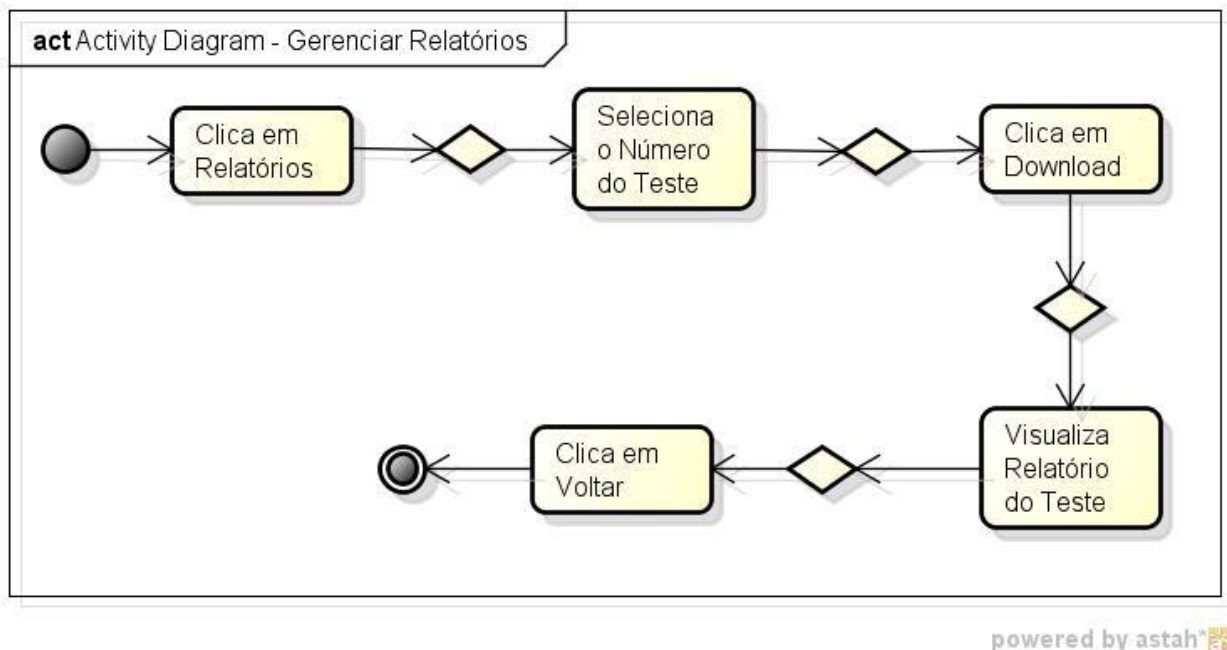 act Activity Diagram - Gerenciar Relatórios
Clica em
Relatórios
Seleciona
o Número
do Teste
Clica em
Download
Visualiza
Relatório
do Teste
Clica em
Voltar
powered by astah*